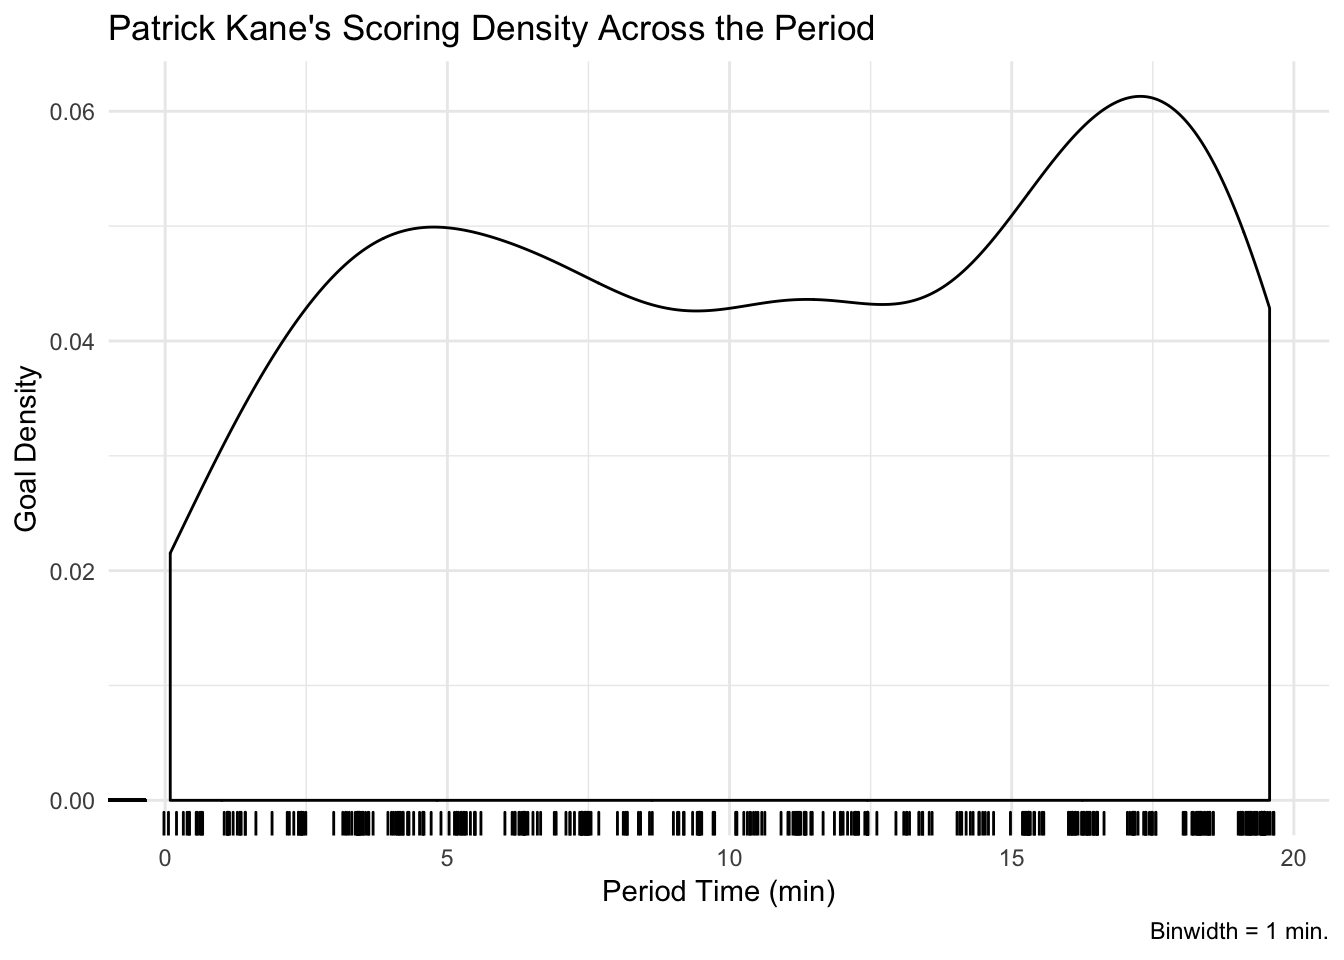 Patrick Kane's Scoring Density Across the Period
0.06
0.04
0.02
0.00
Goal Density
0 5 10 15 20
Period Time (min)
Binwidth = 1 min.